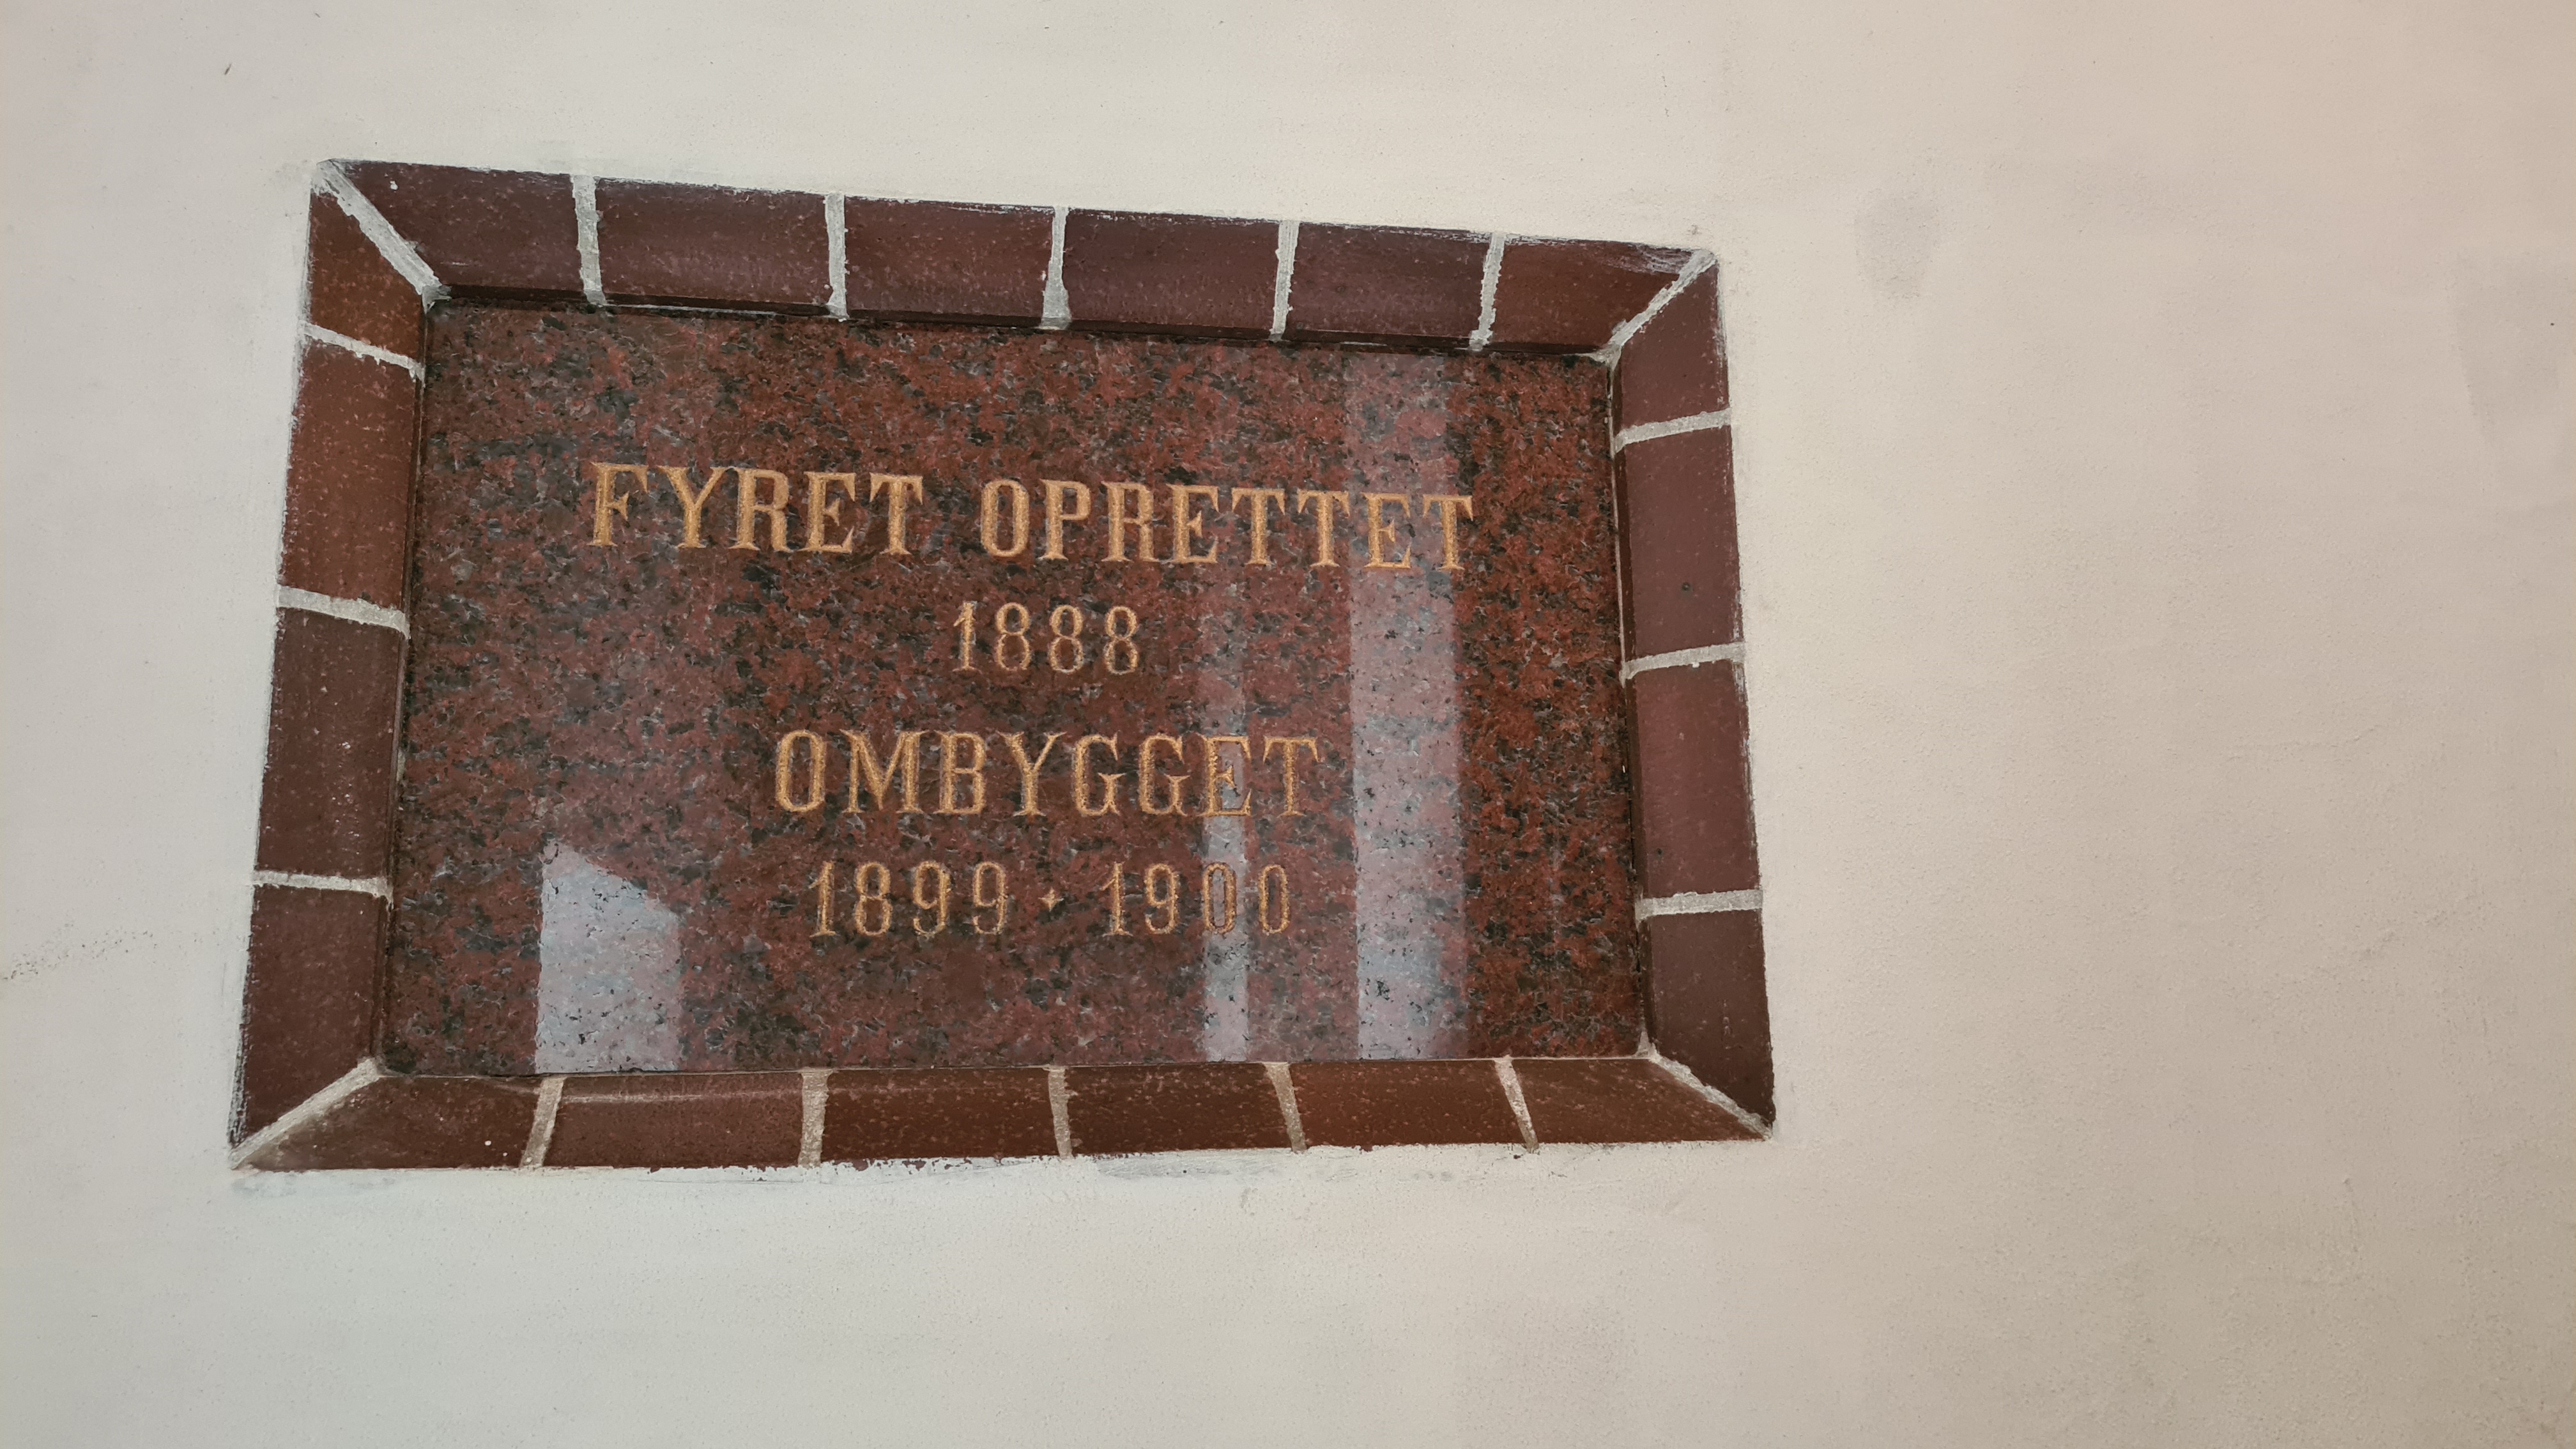 FYRET OPRETTET
1888
OMBYGGET
1899 · 1900